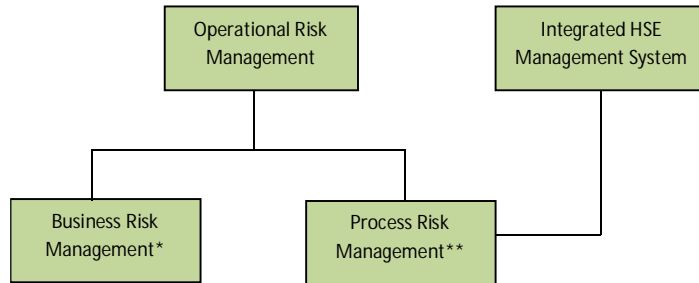 Operational Risk
Management
Integrated HSE
Management System
Business Risk
Management*
Process Risk
Management**